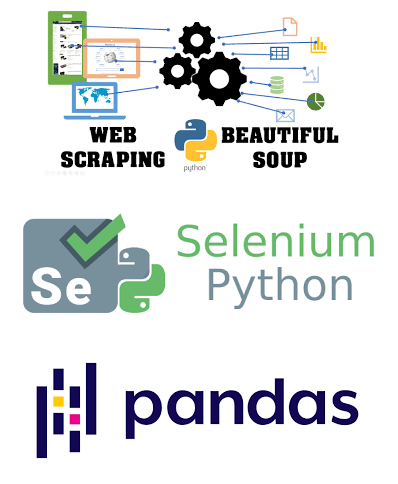 WEB
SCRAPING
python
BEAUTIFUL
SOUP
Se
Selenium
Python
pandas